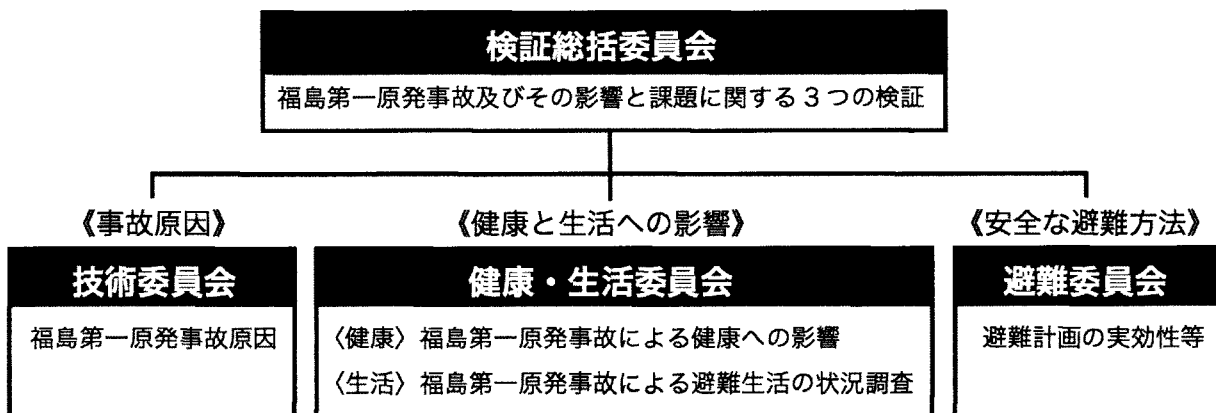 検証総括委員会
福島第一原発事故及びその影響と課題に関する3つの検証
《事故原因》
技術委員会
福島第一原発事故原因
《健康と生活への影響》
健康・生活委員会
〈健康〉福島第一原発事故による健康への影響
〈生活〉福島第一原発事故による避難生活の状況調査
《安全な避難方法》
避難委員会
避難計画の実効性等